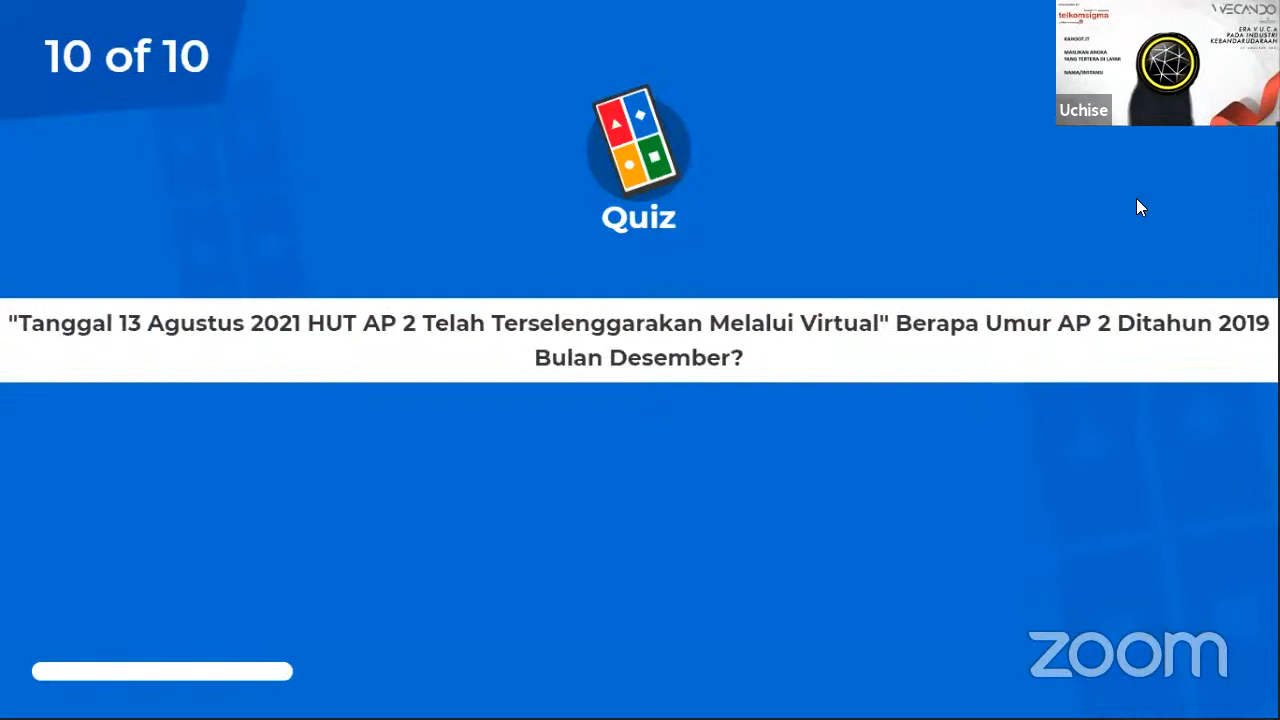 10 of 10
telkomsigma
WECANDO
KAHOOT.IT
MASUKAN ANGKA
YANG TERTERA DI LAYAR
NAMA/INSTANSI
ERA V.U.C.A
PADA INDUSTRI
KEBANDARUDARAAN
Uchise
Quiz
"Tanggal 13 Agustus 2021 HUT AP 2 Telah Terselenggarakan Melalui Virtual" Berapa Umur AP 2 Ditahun 2019
Bulan Desember?
zoom